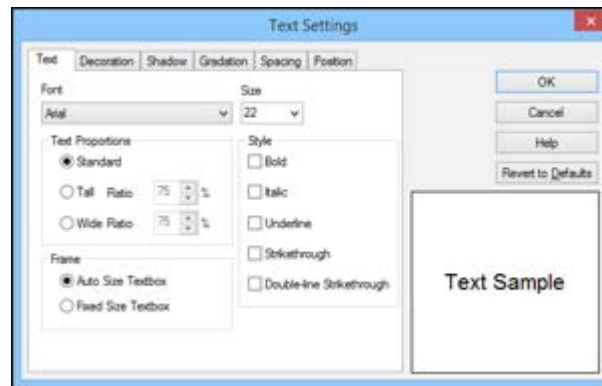 Text Settings
Text Decoration Shadow Gradation Spacing Position
Font Size
Arial 22
Text Proportions
Standard
Tall Ratio 75 %
Wide Ratio 75 %
Frame
Auto Size Textbox
Fixed Size Textbox
Style
Bold
Italic
Underline
Strikethrough
Double-line Strikethrough
OK
Cancel
Help
Revert to Defaults
Text Sample